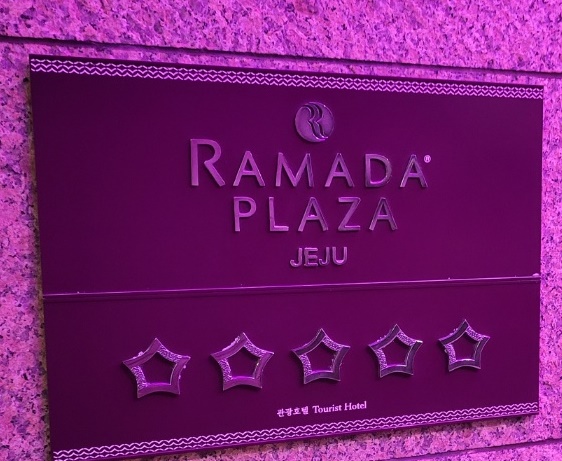 RAMADA®
PLAZA
JEJU
관광호텔 Tourist Hotel